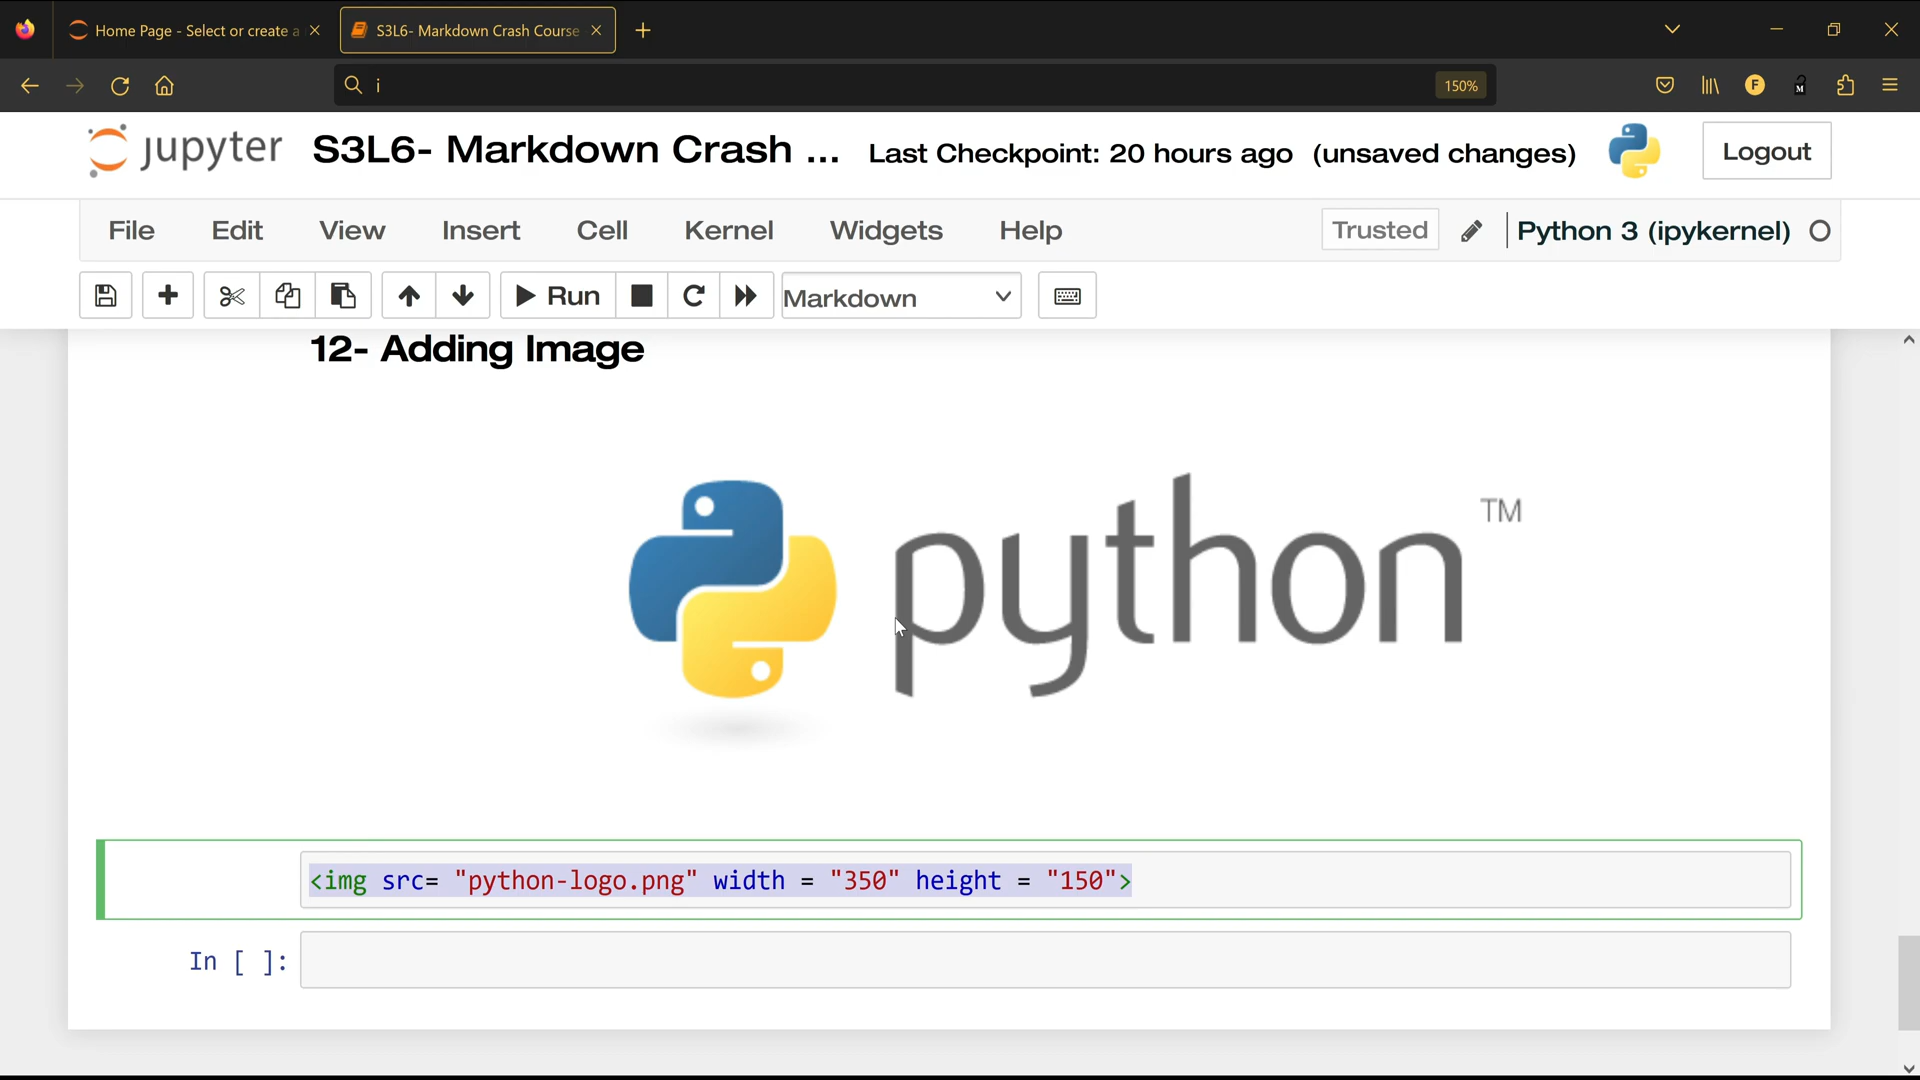 Home Page - Select or create a
S3L6- Markdown Crash Course
i
150%
F
M
jupyter
S3L6- Markdown Crash ...
Last Checkpoint: 20 hours ago (unsaved changes)
Logout
File Edit View Insert Cell Kernel Widgets Help
Trusted
Python 3 (ipykernel)
Run
Markdown
12- Adding Image
python TM
<img src= "python-logo.png" width = "350" height = "150">
In [ ]: